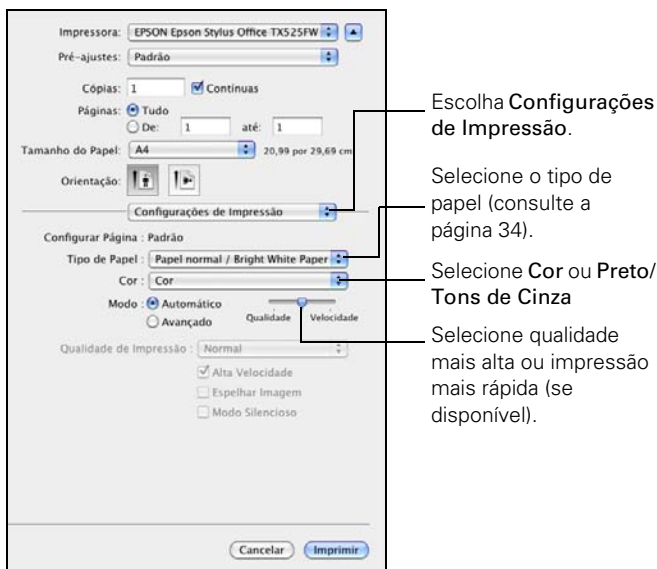 Impressora: EPSON Epson Stylus Office TX525FW
Pré-ajustes: Padrão
Cópias: 1 Contínuas
Páginas: Tudo
De: 1 até: 1
Tamanho do Papel: A4 20,99 por 29,69 cm
Orientação:
Configurações de Impressão
Configurar Página : Padrão
Tipo de Papel : Papel normal / Bright White Paper
Cor : Cor
Modo : Automático
Avançado
Qualidade Velocidade
Qualidade de Impressão : Normal
Alta Velocidade
Espelhar Imagem
Modo Silencioso
Cancelar Imprimir
Escolha Configurações
de Impressão.
Selecione o tipo de
papel (consulte a
página 34).
Selecione Cor ou Preto/
Tons de Cinza
Selecione qualidade
mais alta ou impressão
mais rápida (se
disponível).